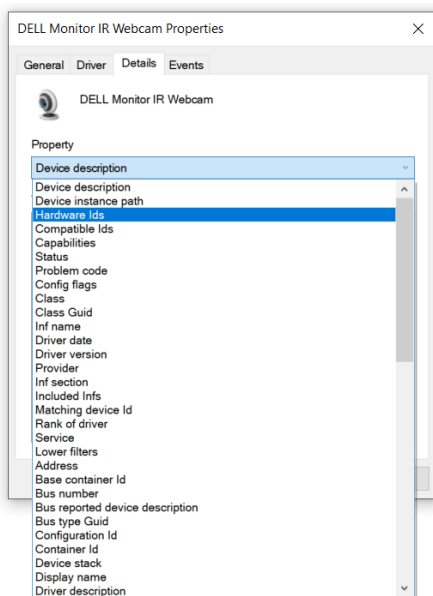 DELL Monitor IR Webcam Properties
General Driver Details Events
DELL Monitor IR Webcam
Property
Device description
Device description
Device instance path
Hardware Ids
Compatible Ids
Capabilities
Status
Problem code
Config flags
Class
Class Guid
Inf name
Driver date
Driver version
Provider
Inf section
Included Infs
Matching device Id
Rank of driver
Service
Lower filters
Address
Base container Id
Bus number
Bus reported device description
Bus type Guid
Configuration Id
Container Id
Device stack
Display name
Driver description